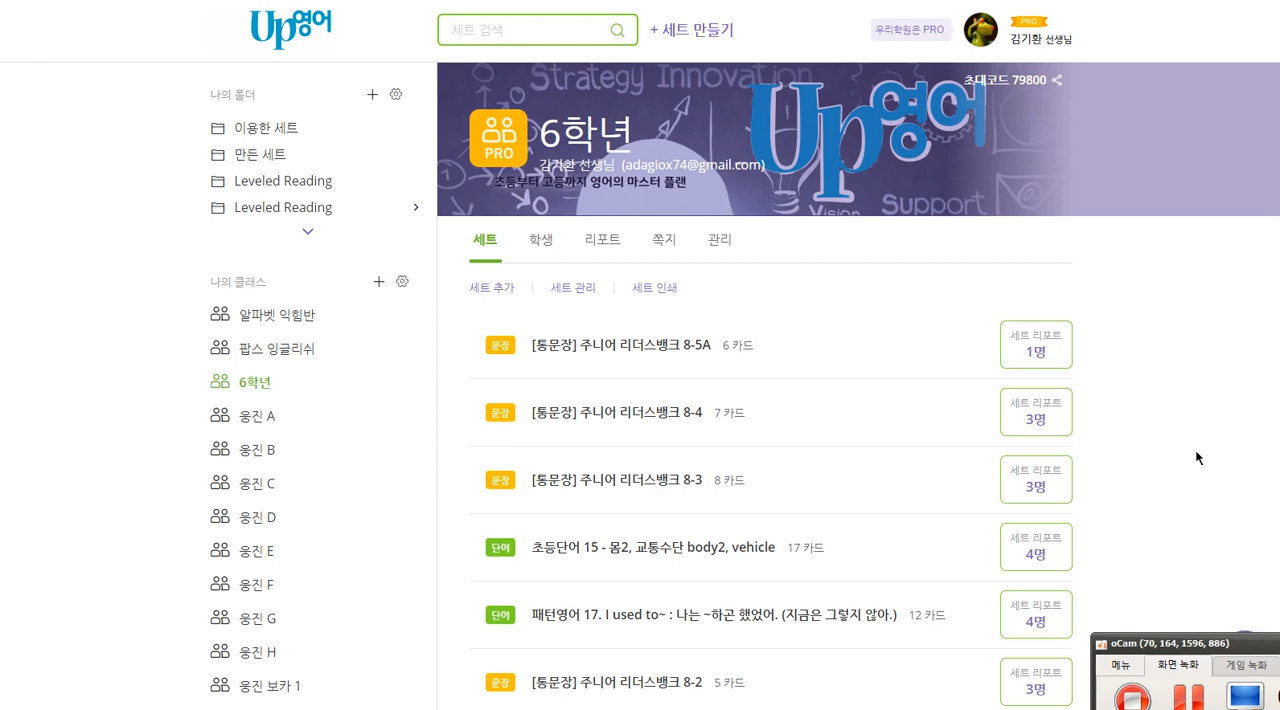 Up영어
세트 검색
+ 세트 만들기
우리학원은 PRO
PRO
김기환 선생님
나의 폴더
이용한 세트
만든 세트
Leveled Reading
Leveled Reading
나의 클래스
알파벳 익힘반
팝스 잉글리쉬
6학년
웅진 A
웅진 B
웅진 C
웅진 D
웅진 E
웅진 F
웅진 G
웅진 H
웅진 보카 1
Strategy Innovation
초대코드 79800
Up영어
PRO
6학년
김기환 선생님 (adagiox74@gmail.com)
초등부터 고등까지 영어의 마스터 플랜
Vision
Support
세트 학생 리포트 쪽지 관리
세트 추가 세트 관리 세트 인쇄
문장 [통문장] 주니어 리더스뱅크 8-5A 6 카드
세트 리포트
1명
문장 [통문장] 주니어 리더스뱅크 8-4 7 카드
세트 리포트
3명
문장 [통문장] 주니어 리더스뱅크 8-3 8 카드
세트 리포트
3명
단어 초등단어 15 - 몸2, 교통수단 body2, vehicle 17 카드
세트 리포트
4명
단어 패턴영어 17. I used to~ : 나는 ~하곤 했었어. (지금은 그렇지 않아.) 12 카드
세트 리포트
4명
문장 [통문장] 주니어 리더스뱅크 8-2 5 카드
세트 리포트
3명
oCam (70, 164, 1596, 886)
메뉴 화면 녹화 게임 녹화